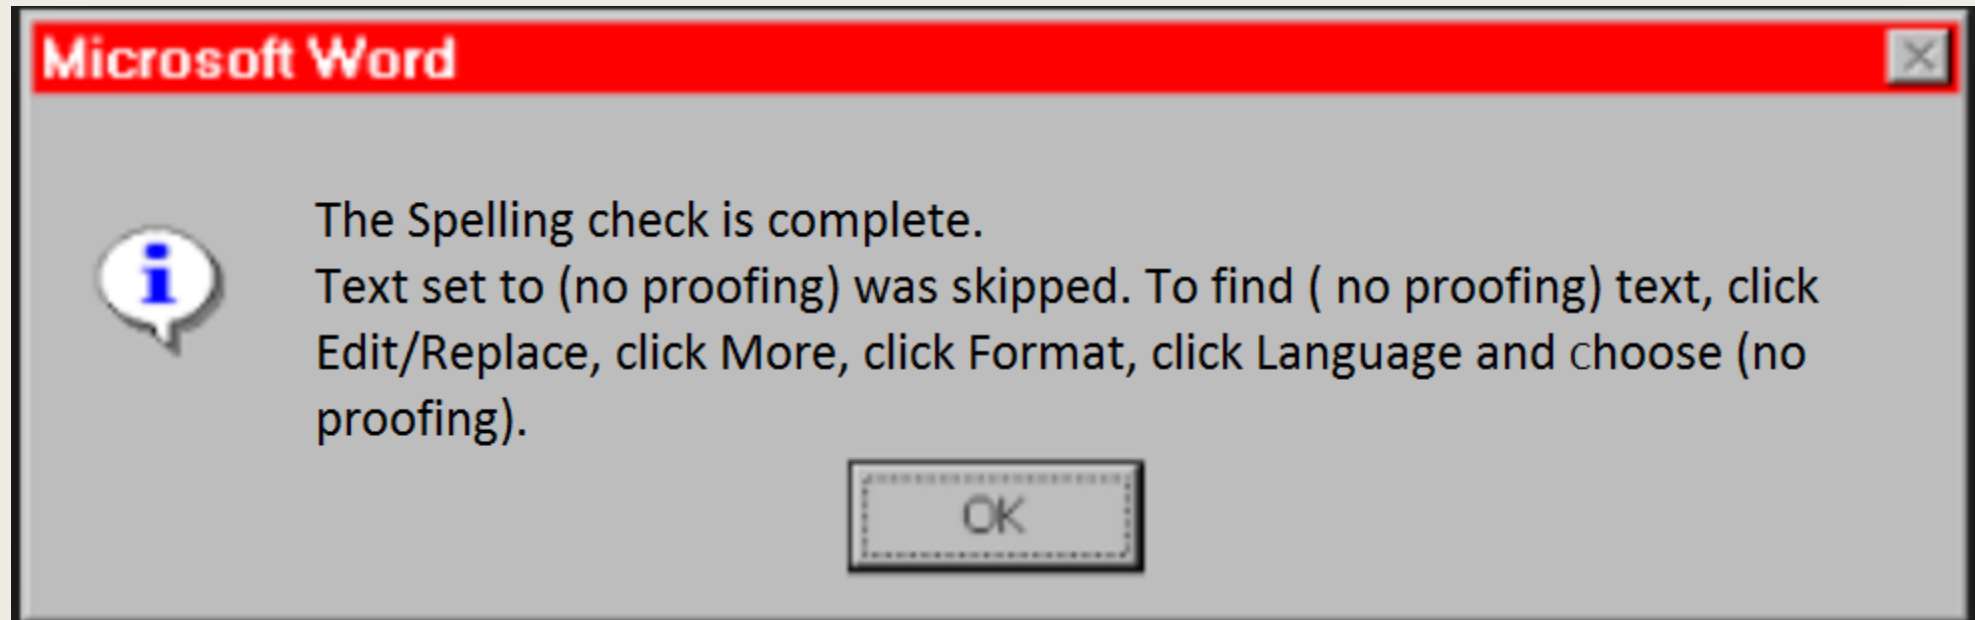 Microsoft Word
The Spelling check is complete.
Text set to (no proofing) was skipped. To find ( no proofing) text, click
Edit/Replace, click More, click Format, click Language and choose (no
proofing).
OK